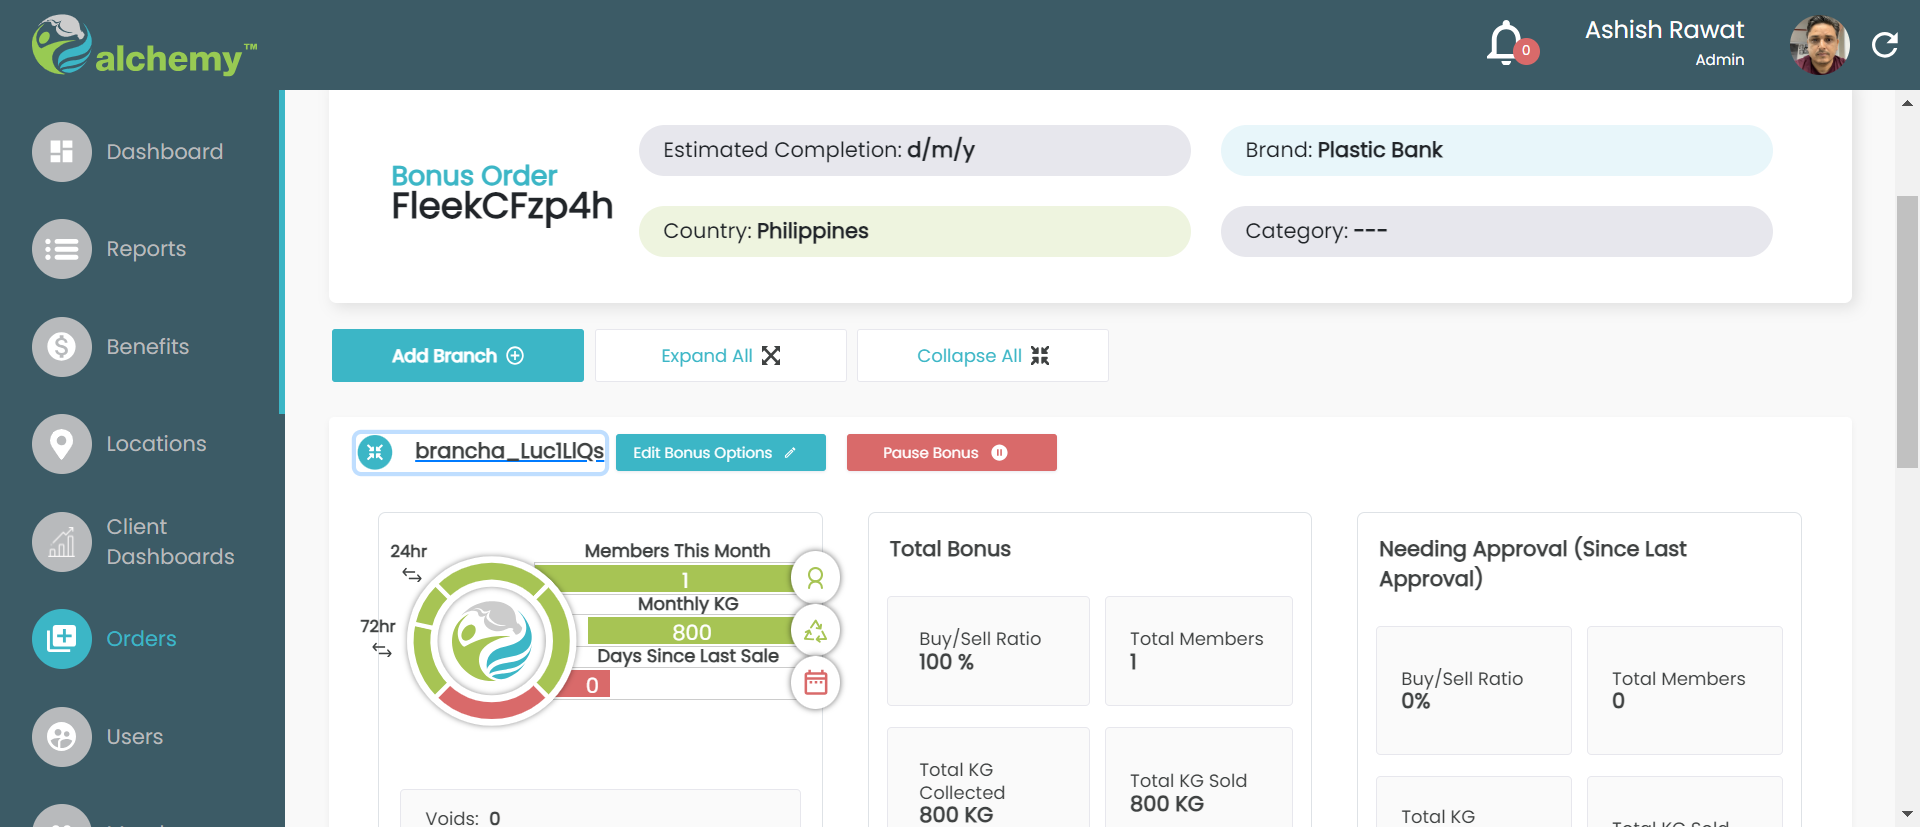 alchemy™
0
Ashish Rawat
Admin
Dashboard
Reports
Benefits
Locations
Client
Dashboards
Orders
Users
Bonus Order
FleekCFzp4h
Estimated Completion: d/m/y
Brand: Plastic Bank
Country: Philippines
Category: ---
Add Branch
Expand All
Collapse All
brancha_Luc1LlQs
Edit Bonus Options
Pause Bonus
24hr
72hr
Members This Month
1
Monthly KG
800
Days Since Last Sale
0
Voids: 0
Total Bonus
Buy/Sell Ratio
100 %
Total Members
1
Total KG
Collected
800 KG
Total KG Sold
800 KG
Needing Approval (Since Last
Approval)
Buy/Sell Ratio
0%
Total Members
0
Total KG
Total KG Sold